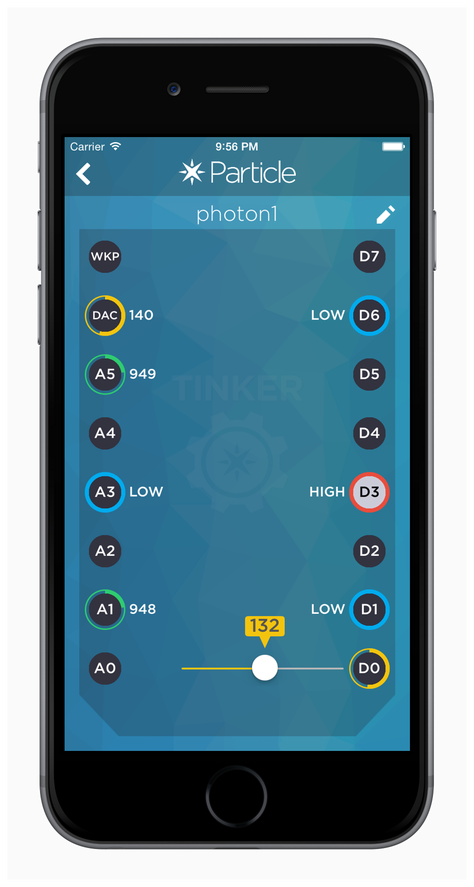 Carrier 9:56 PM
Particle
photon1
WKP D7
DAC 140 LOW D6
A5 949 D5
TINKER
A4 D4
A3 LOW HIGH D3
A2 D2
A1 948 LOW D1
132
A0 D0